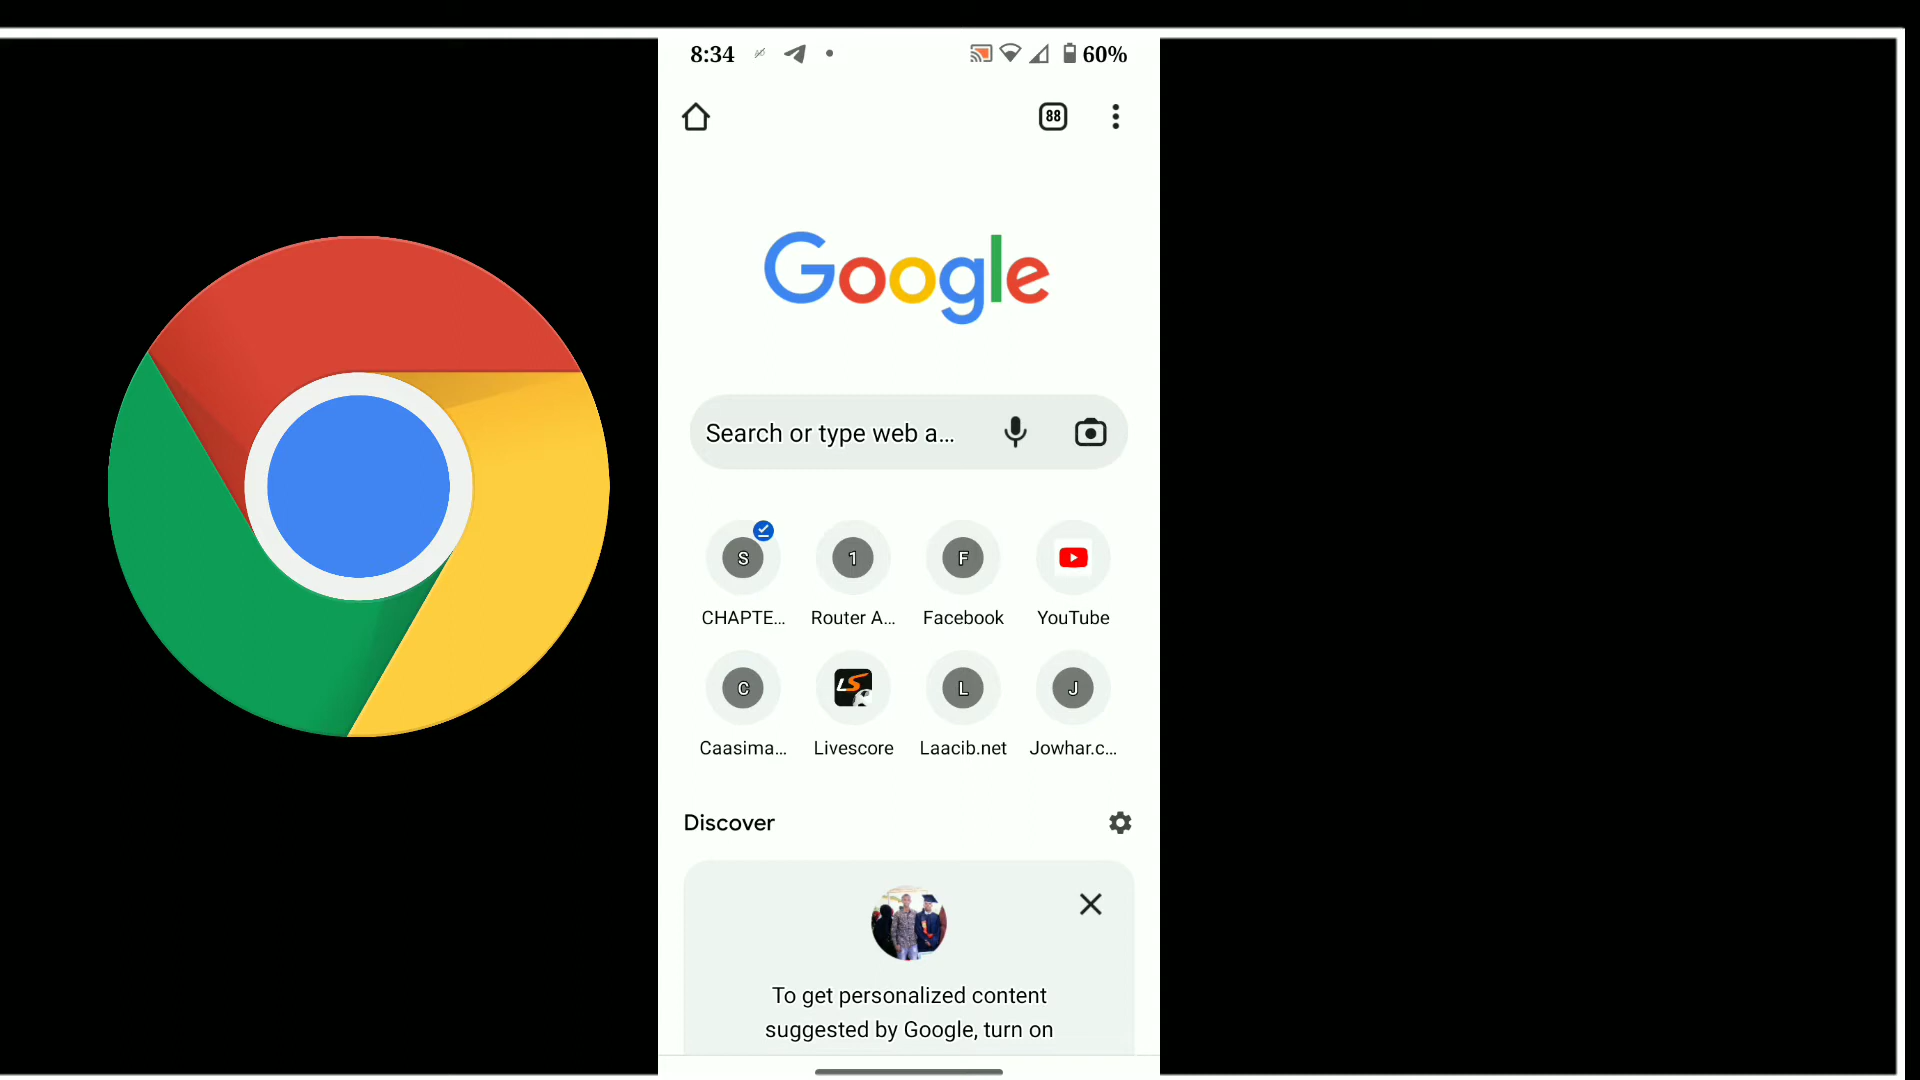 8:34 60%
88
Google
Search or type web a...
S 1 F
CHAPTE... Router A... Facebook YouTube
C LS L J
Caasima... Livescore Laacib.net Jowhar.c...
Discover
To get personalized content
suggested by Google, turn on